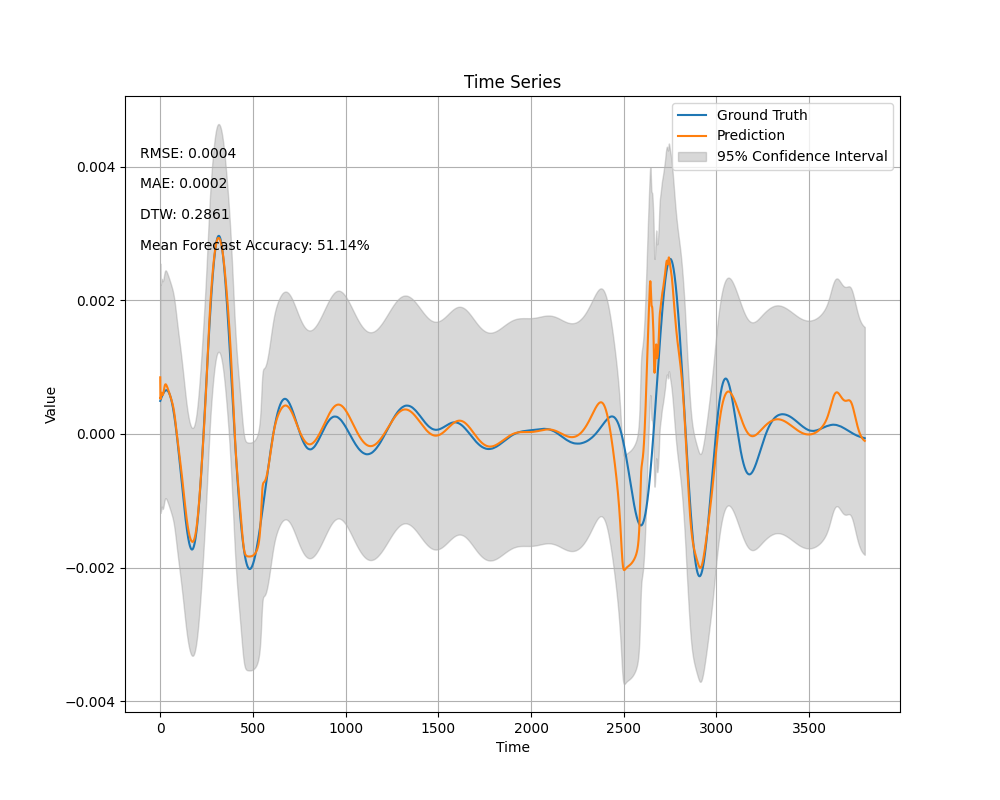 Time Series
Ground Truth
Prediction
95% Confidence Interval
RMSE: 0.0004
MAE: 0.0002
DTW: 0.2861
Mean Forecast Accuracy: 51.14%
0.004
0.002
0.000
−0.002
−0.004
Value
0 500 1000 1500 2000 2500 3000 3500
Time